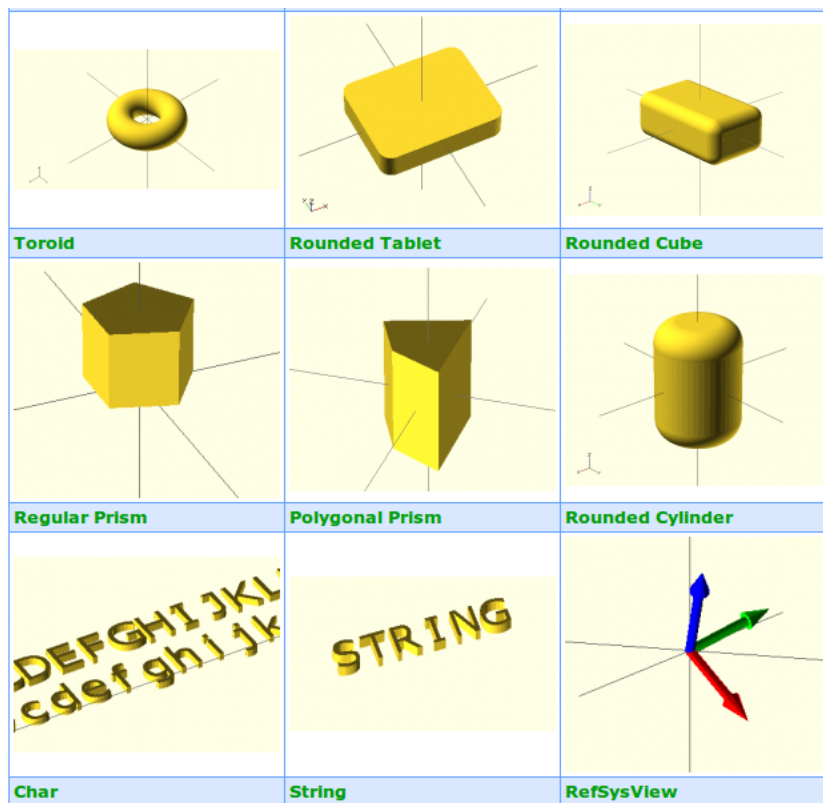 Toroid
Rounded Tablet
Rounded Cube
Regular Prism
Polygonal Prism
Rounded Cylinder
DEFGHIJKL
cdefghijk
STRING
Char
String
RefSysView